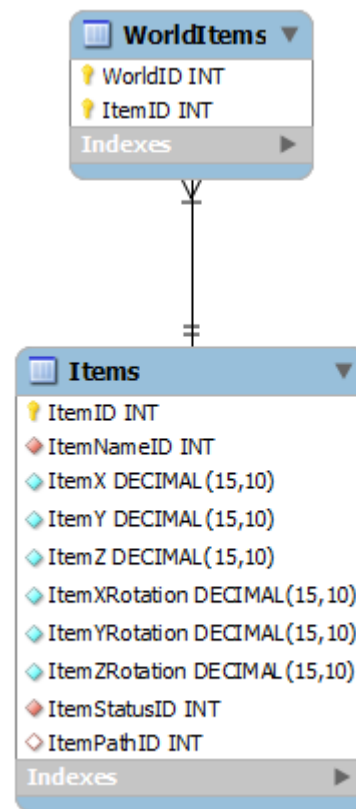 WorldItems
WorldID INT
ItemID INT
Indexes
Items
ItemID INT
ItemNameID INT
ItemX DECIMAL(15,10)
ItemY DECIMAL(15,10)
ItemZ DECIMAL(15,10)
ItemXRotation DECIMAL(15,10)
ItemYRotation DECIMAL(15,10)
ItemZRotation DECIMAL(15,10)
ItemStatusID INT
ItemPathID INT
Indexes